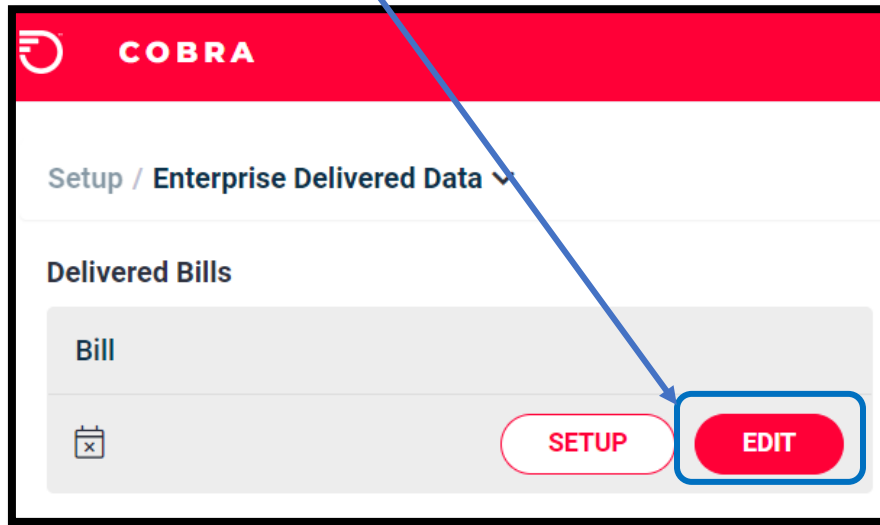 COBRA
Setup / Enterprise Delivered Data
Delivered Bills
Bill
SETUP EDIT